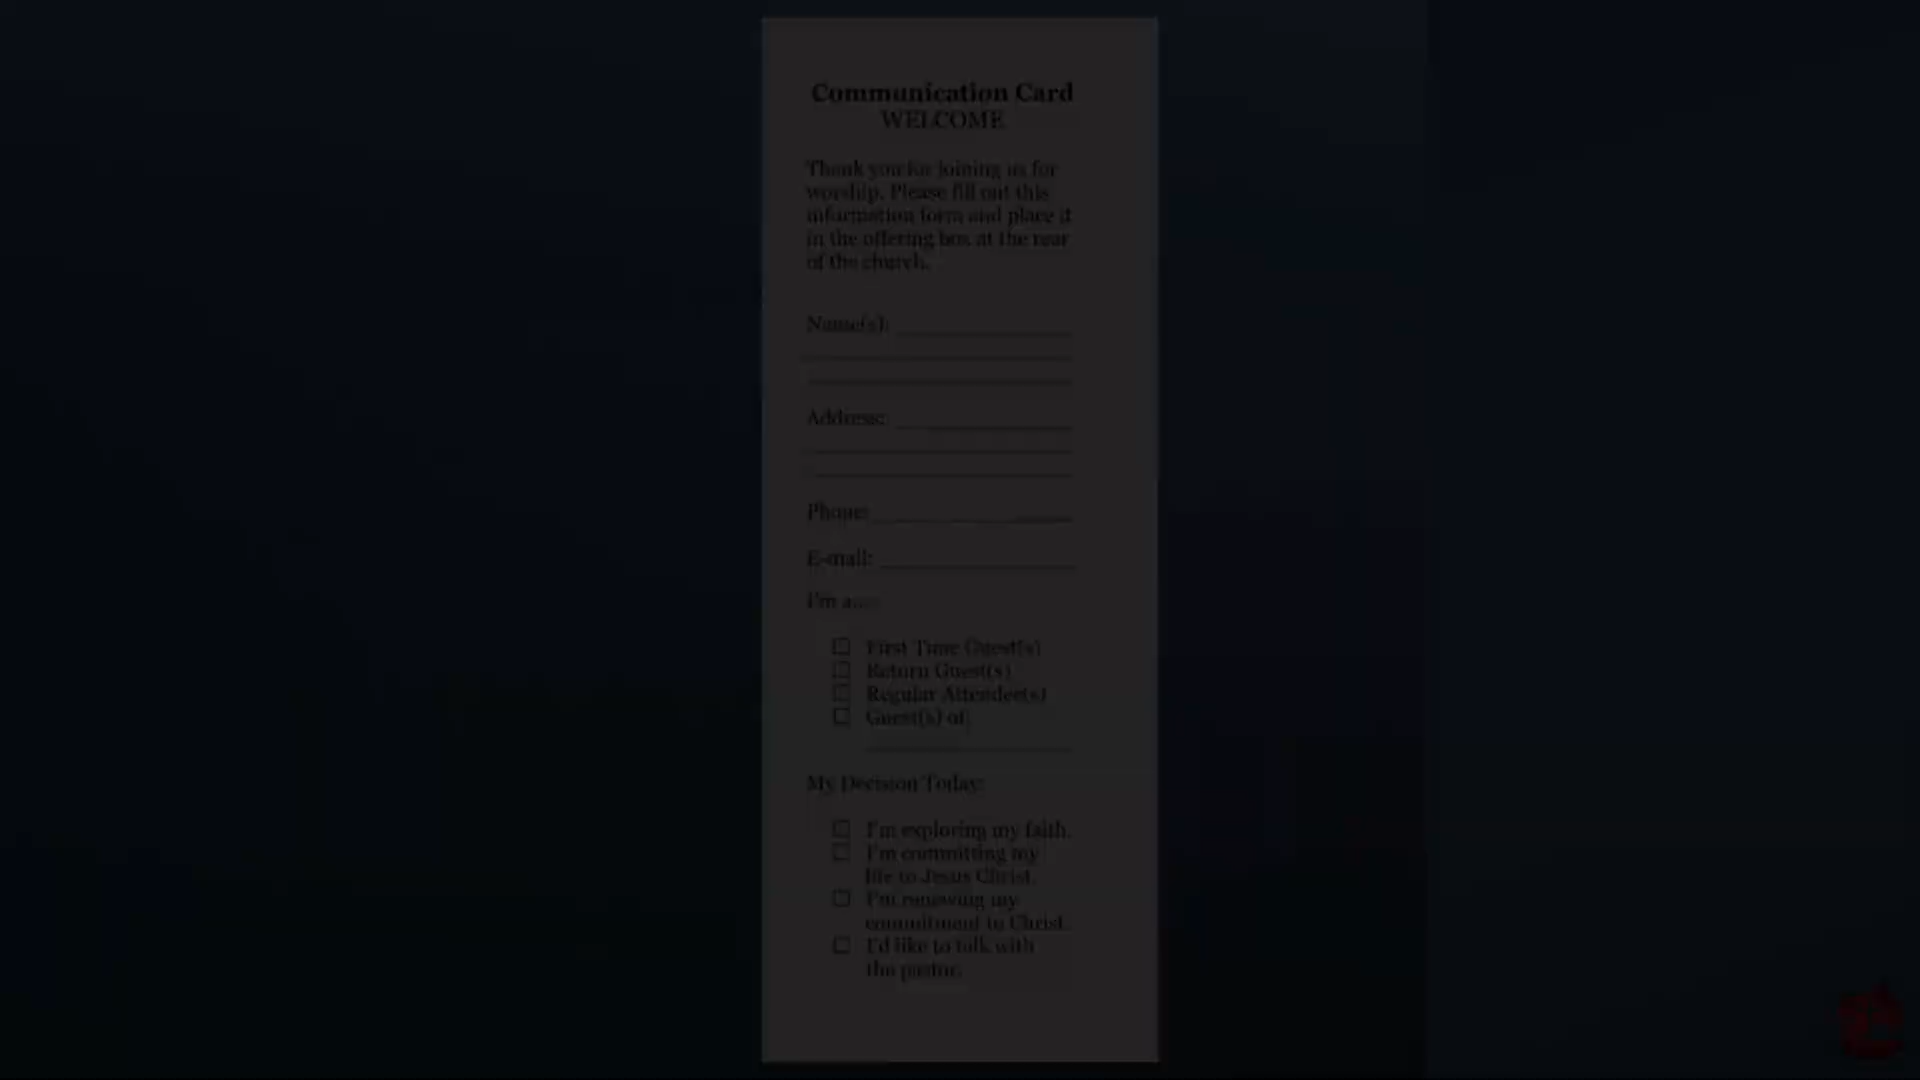 Communication Card
WELCOME
Thank you for joining us for
worship. Please fill out this
information form and place it
in the offering box at the rear
of the church.
Name(s):
Address:
Phone:
E-mail:
I'm a....
☐ First Time Guest(s)
☐ Return Guest(s)
☐ Regular Attendee(s)
☐ Guest(s) of:
My Decision Today:
☐ I'm exploring my faith.
☐ I'm committing my
life to Jesus Christ.
☐ I'm renewing my
commitment to Christ.
☐ I'd like to talk with
the pastor.